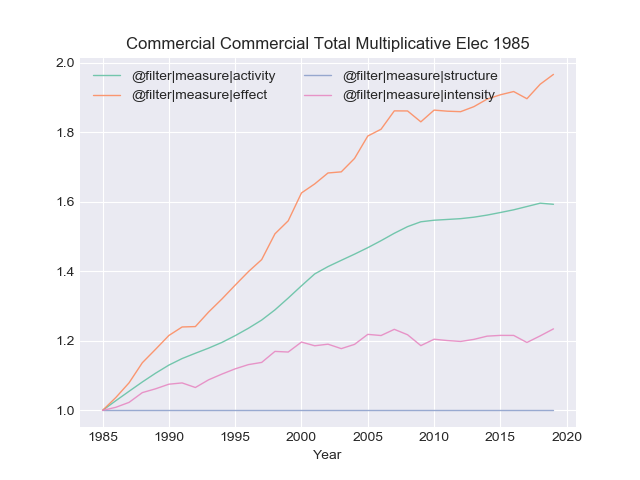 Commercial Commercial Total Multiplicative Elec 1985
@filter|measure|activity
@filter|measure|effect
@filter|measure|structure
@filter|measure|intensity
2.0
1.8
1.6
1.4
1.2
1.0
1985 1990 1995 2000 2005 2010 2015 2020
Year